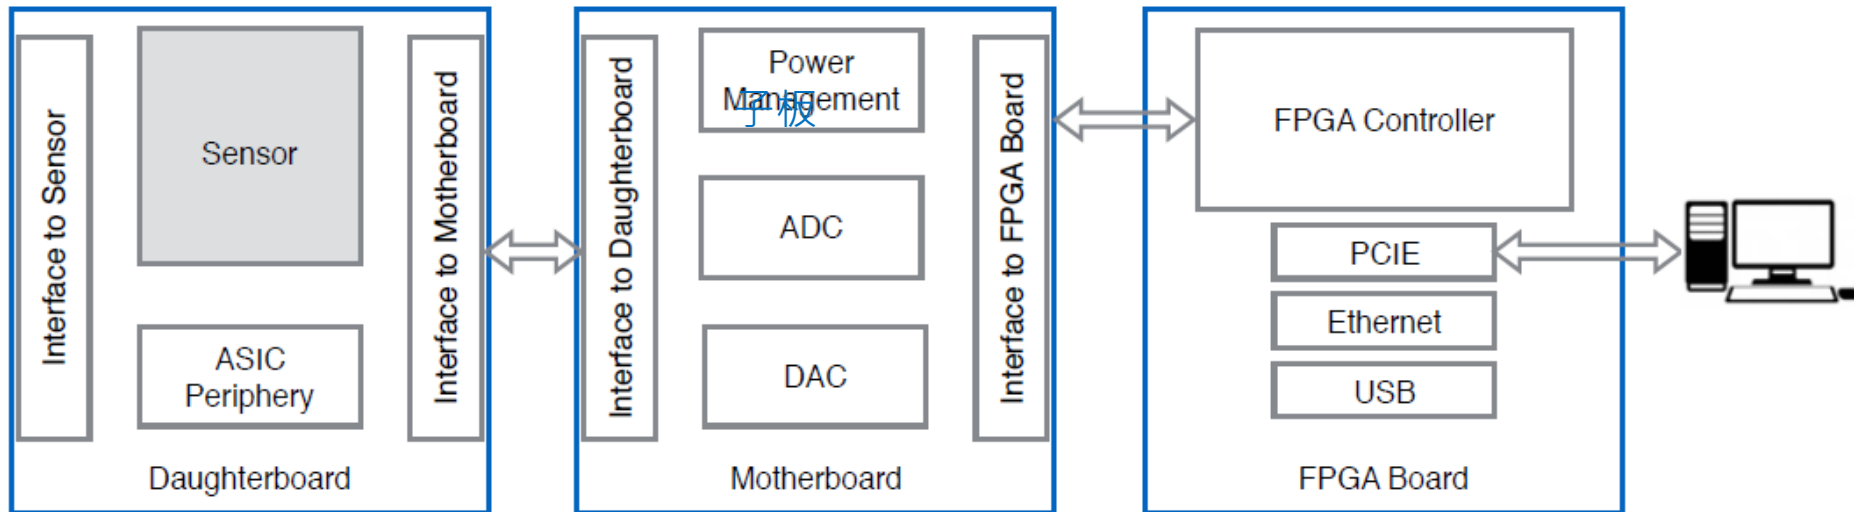 Interface to Sensor
Sensor
ASIC
Periphery
Interface to Motherboard
Daughterboard
Interface to Daughterboard
Power
Management
子板
ADC
DAC
Interface to FPGA Board
Motherboard
FPGA Controller
PCIE
Ethernet
USB
FPGA Board